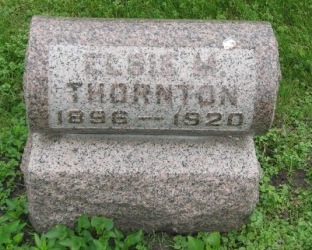 ELSIE M.
THORNTON
1896 — 1920